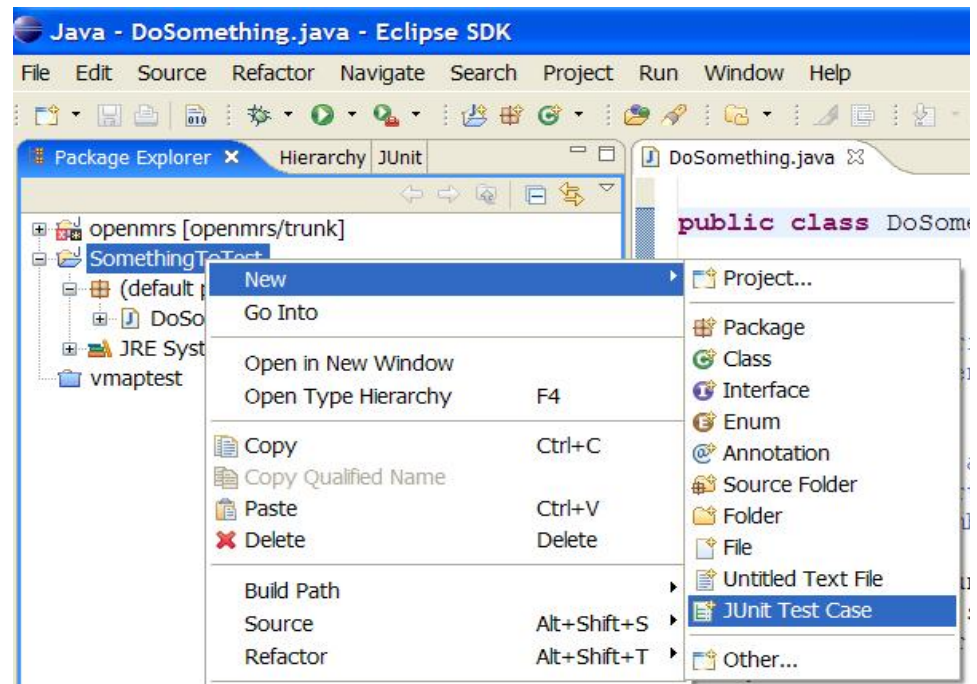 Java - DoSomething.java - Eclipse SDK
File Edit Source Refactor Navigate Search Project Run Window Help
Package Explorer Hierarchy JUnit
DoSomething.java
public class DoSome
openmrs [openmrs/trunk]
SomethingToTest
(default p
DoSo
JRE Syst
vmaptest
New
Go Into
Open in New Window
Open Type Hierarchy F4
Copy Ctrl+C
Copy Qualified Name
Paste Ctrl+V
Delete Delete
Build Path
Source Alt+Shift+S
Refactor Alt+Shift+T
Project...
Package
Class
Interface
Enum
Annotation
Source Folder
Folder
File
Untitled Text File
JUnit Test Case
Other...